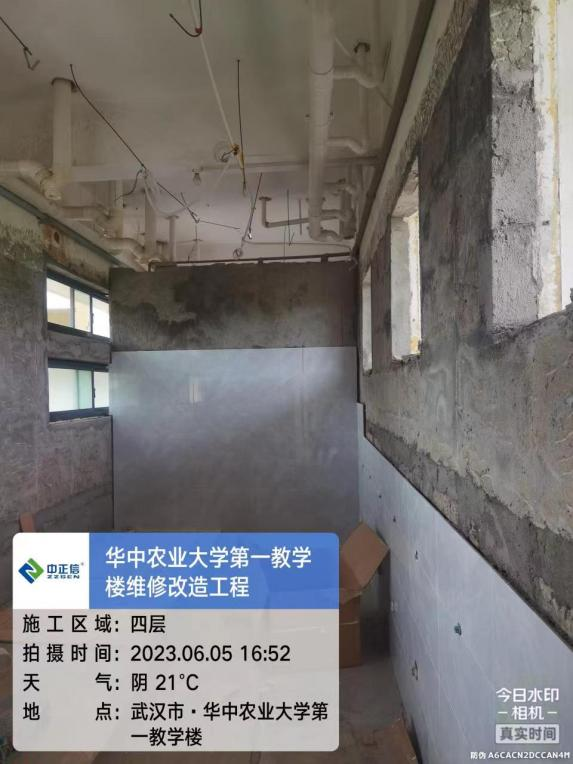 中正信®
ZZSEN
华中农业大学第一教学
楼维修改造工程
施工区域：四层
拍摄时间：2023.06.05 16:52
天气：阴 21℃
地点：武汉市·华中农业大学第
一教学楼
今日水印
-相机-
真实时间
防伪 A6CACN2DCCAN4M